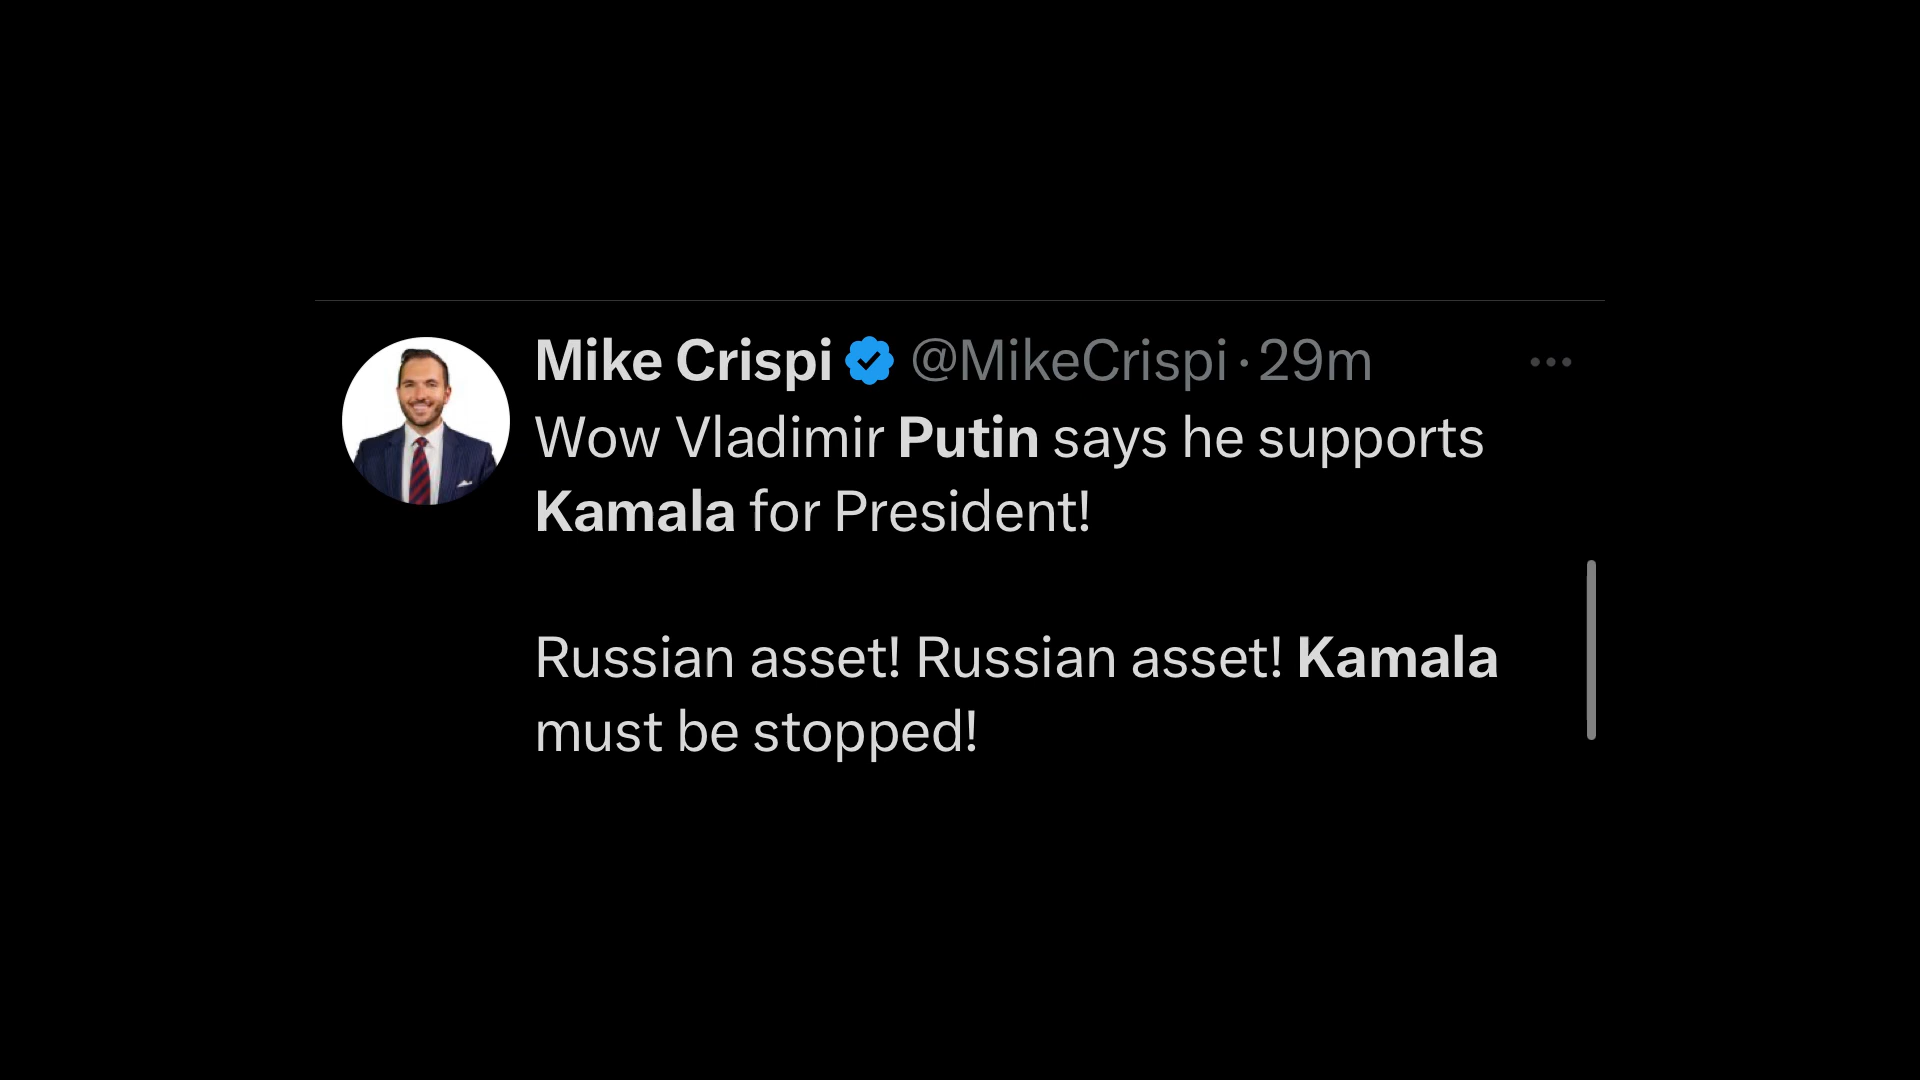 Mike Crispi @MikeCrispi · 29m
Wow Vladimir Putin says he supports
Kamala for President!
Russian asset! Russian asset! Kamala
must be stopped!